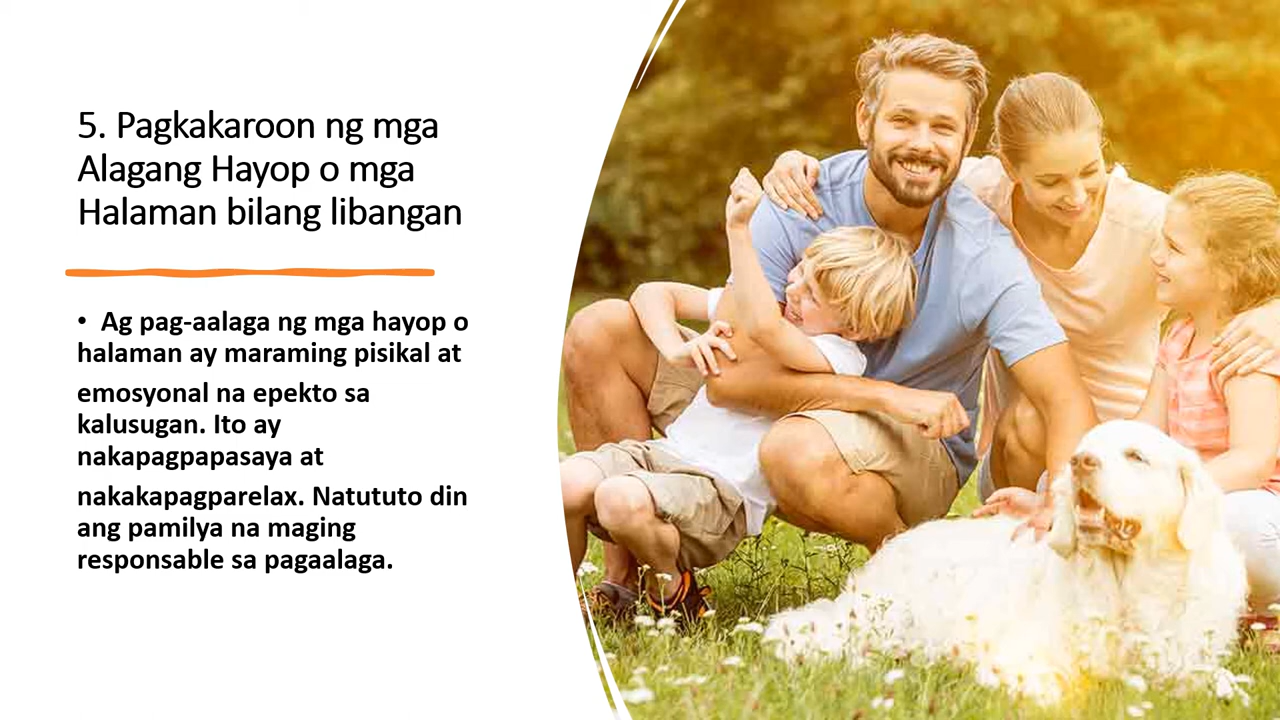 5. Pagkakaroon ng mga
Alagang Hayop o mga
Halaman bilang libangan
• Ag pag-aalaga ng mga hayop o
halaman ay maraming pisikal at
emosyonal na epekto sa
kalusugan. Ito ay
nakapagpapasaya at
nakakapagparelax. Natututo din
ang pamilya na maging
responsable sa pagaalaga.